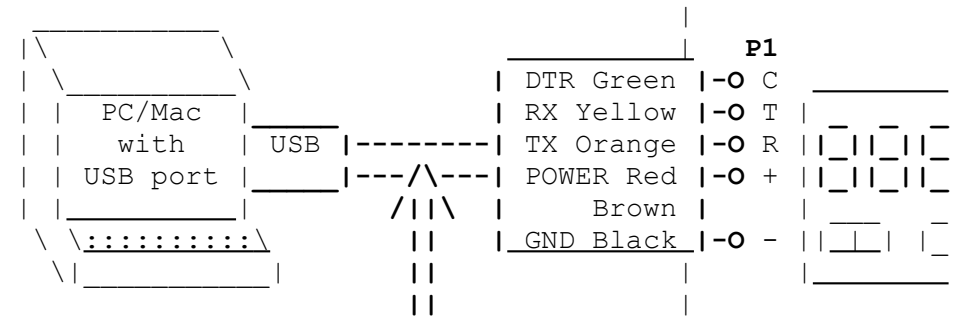 P1
DTR Green C
PC/Mac RX Yellow T
with USB TX Orange R
USB port POWER Red +
Brown
GND Black -